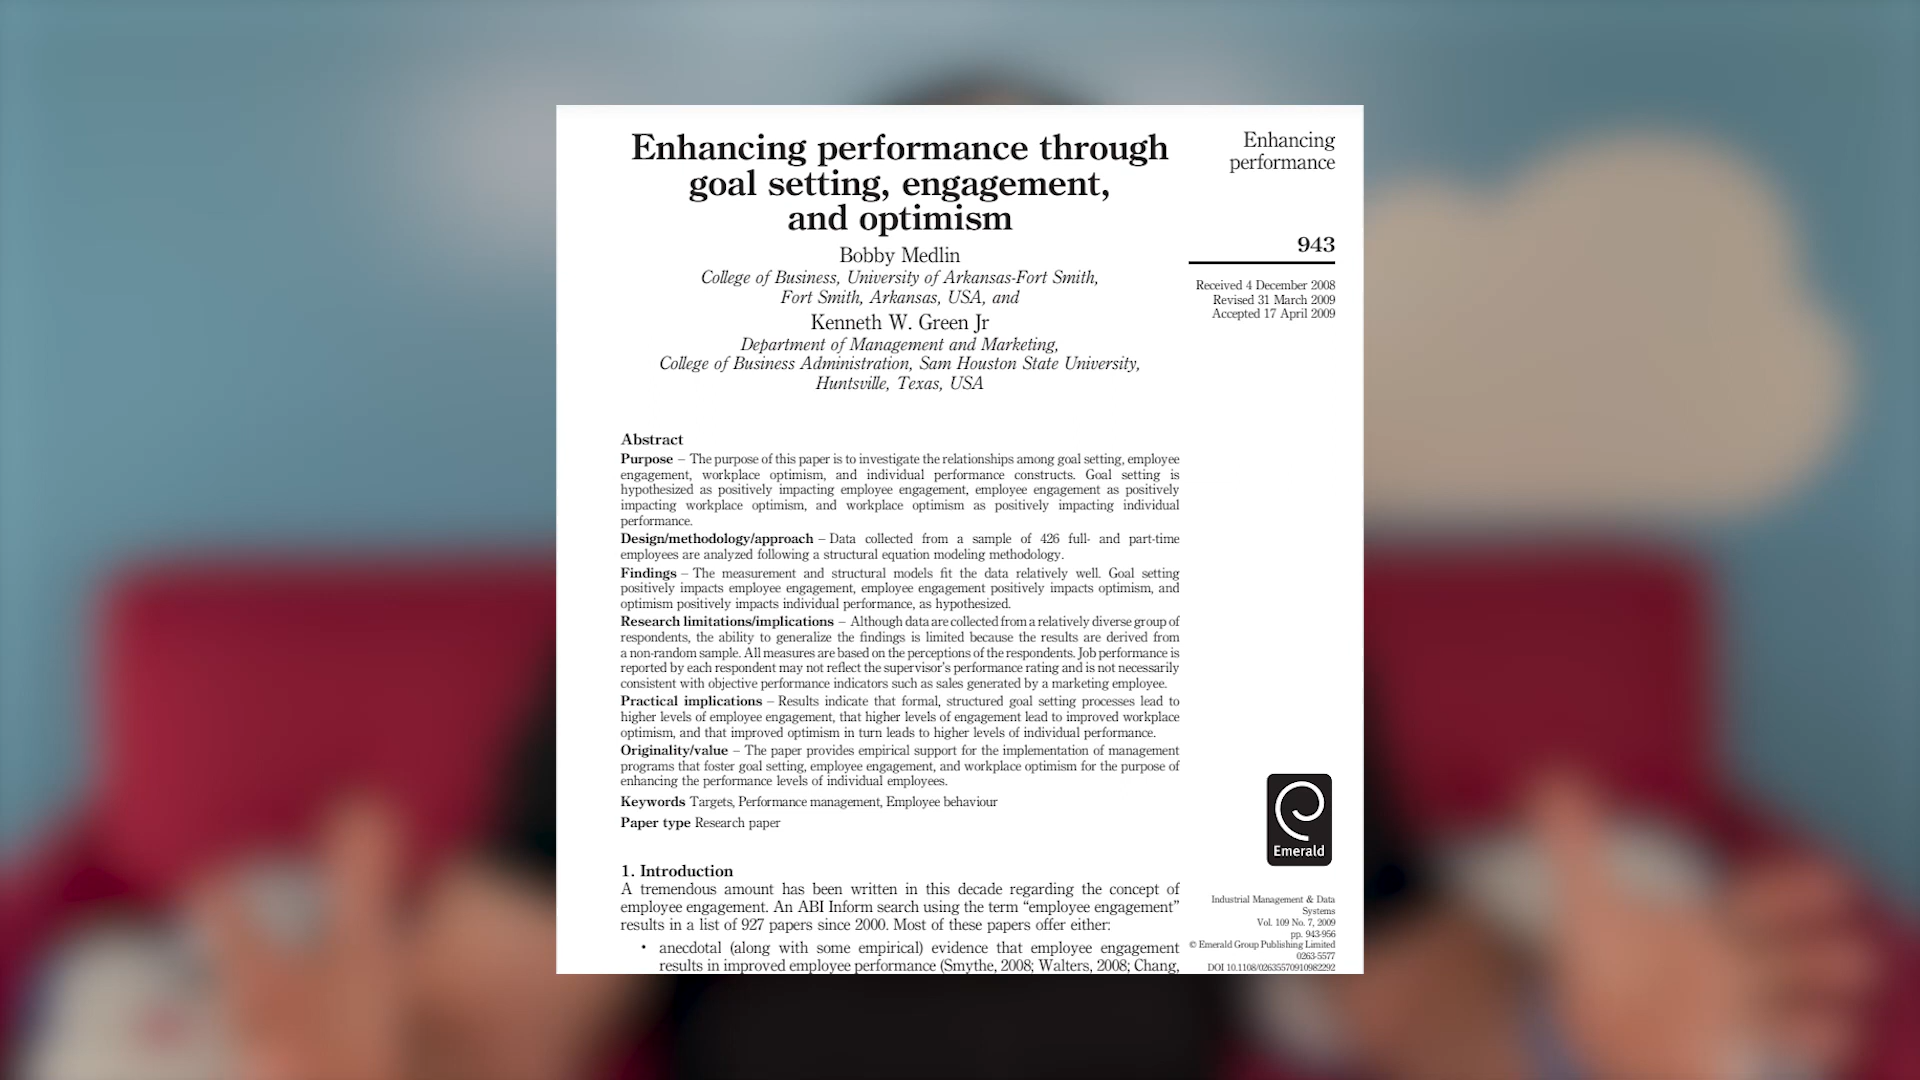 Enhancing performance through
goal setting, engagement,
and optimism
Bobby Medlin
College of Business, University of Arkansas-Fort Smith,
Fort Smith, Arkansas, USA, and
Kenneth W. Green Jr
Department of Management and Marketing,
College of Business Administration, Sam Houston State University,
Huntsville, Texas, USA
Enhancing
performance
943
Received 4 December 2008
Revised 31 March 2009
Accepted 17 April 2009
Abstract
Purpose – The purpose of this paper is to investigate the relationships among goal setting, employee
engagement, workplace optimism, and individual performance constructs. Goal setting is
hypothesized as positively impacting employee engagement, employee engagement as positively
impacting workplace optimism, and workplace optimism as positively impacting individual
performance.
Design/methodology/approach – Data collected from a sample of 426 full- and part-time
employees are analyzed following a structural equation modeling methodology.
Findings – The measurement and structural models fit the data relatively well. Goal setting
positively impacts employee engagement, employee engagement positively impacts optimism, and
optimism positively impacts individual performance, as hypothesized.
Research limitations/implications – Although data are collected from a relatively diverse group of
respondents, the ability to generalize the findings is limited because the results are derived from
a non-random sample. All measures are based on the perceptions of the respondents. Job performance is
reported by each respondent may not reflect the supervisor's performance rating and is not necessarily
consistent with objective performance indicators such as sales generated by a marketing employee.
Practical implications – Results indicate that formal, structured goal setting processes lead to
higher levels of employee engagement, that higher levels of engagement lead to improved workplace
optimism, and that improved optimism in turn leads to higher levels of individual performance.
Originality/value – The paper provides empirical support for the implementation of management
programs that foster goal setting, employee engagement, and workplace optimism for the purpose of
enhancing the performance levels of individual employees.
Keywords Targets, Performance management, Employee behaviour
Paper type Research paper
1. Introduction
A tremendous amount has been written in this decade regarding the concept of
employee engagement. An ABI Inform search using the term “employee engagement”
results in a list of 927 papers since 2000. Most of these papers offer either:
• anecdotal (along with some empirical) evidence that employee engagement
results in improved employee performance (Smythe, 2008; Walters, 2008; Chang,
Emerald
Industrial Management & Data
Systems
Vol. 109 No. 7, 2009
pp. 943-956
© Emerald Group Publishing Limited
0263-5577
DOI 10.1108/02635570910982292